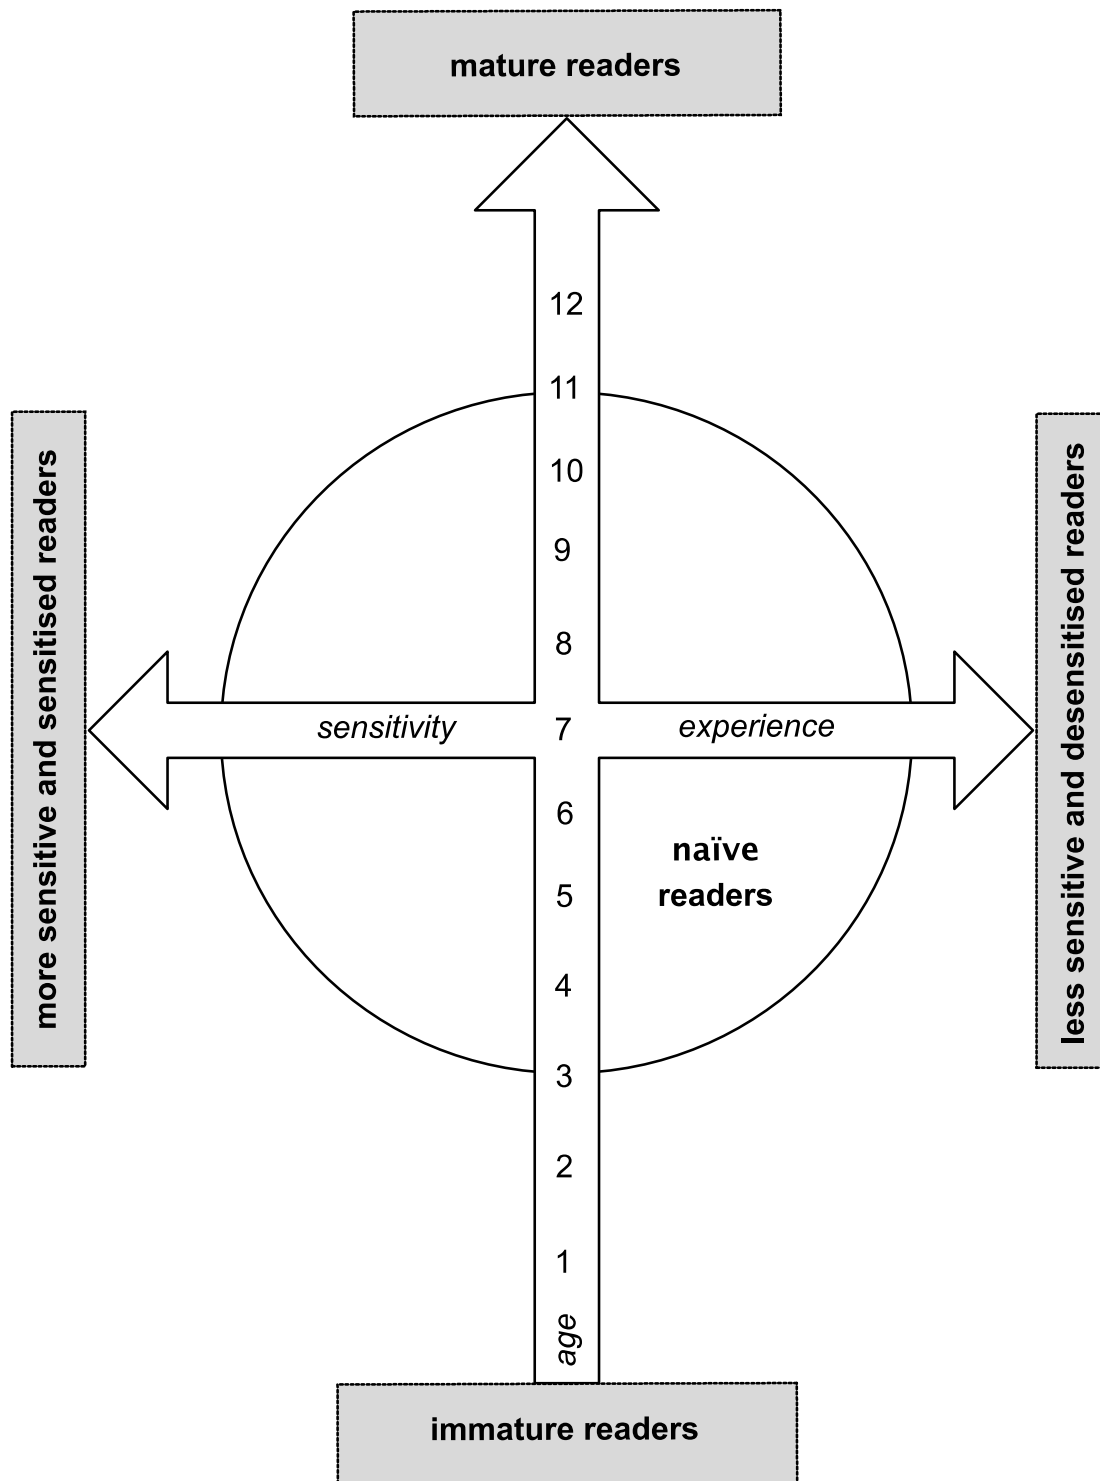 mature readers
12
11
10
9
8
more sensitive and sensitised readers
sensitivity
7
experience
less sensitive and desensitised readers
6
naïve
readers
5
4
3
2
1
age
immature readers